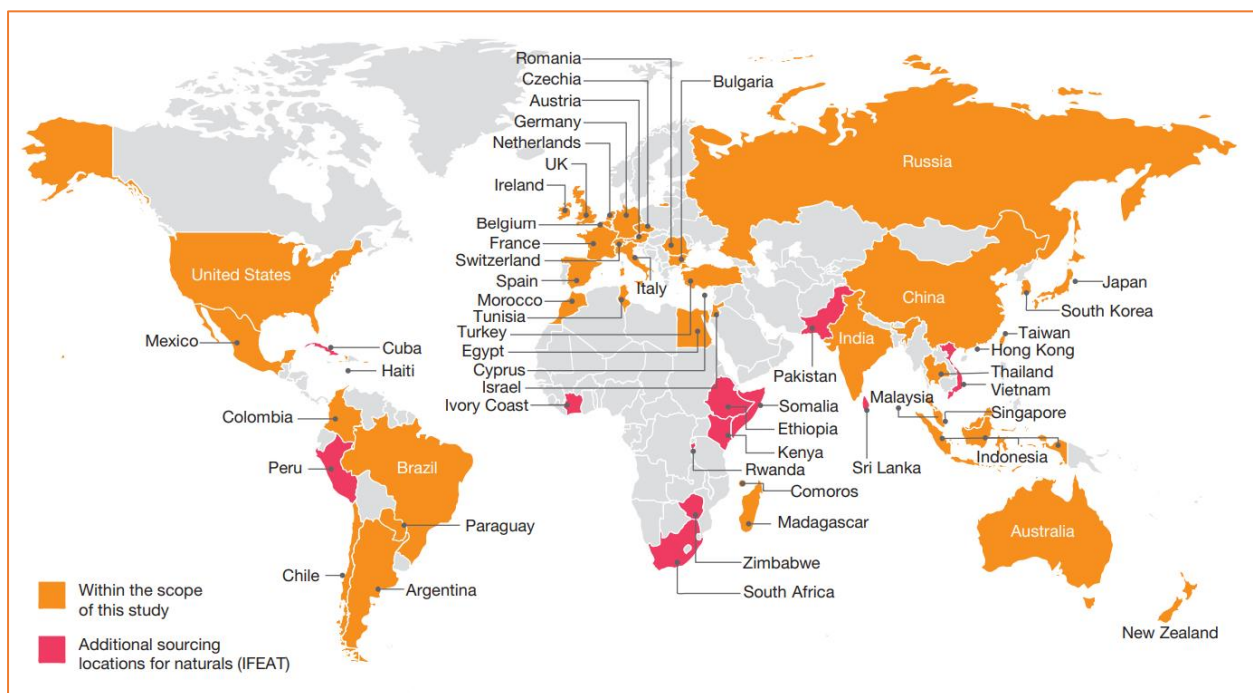 Romania
Czechia
Bulgaria
Austria
Germany
Netherlands
UK
Ireland
Russia
Belgium
France
Switzerland
Spain
Italy
United States
Morocco
Tunisia
Turkey
Egypt
Cyprus
Israel
Ivory Coast
China
Japan
South Korea
India
Taiwan
Hong Kong
Thailand
Vietnam
Pakistan
Malaysia
Singapore
Mexico
Cuba
Haiti
Colombia
Somalia
Ethiopia
Kenya
Rwanda
Sri Lanka
Indonesia
Peru
Brazil
Comoros
Madagascar
Paraguay
Australia
Zimbabwe
South Africa
Chile
Argentina
New Zealand
Within the scope
of this study
Additional sourcing
locations for naturals (IFEAT)